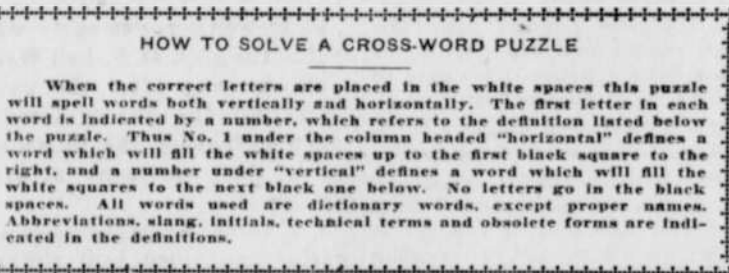 HOW TO SOLVE A CROSS-WORD PUZZLE
When the correct letters are placed in the white spaces this puzzle
will spell words both vertically and horizontally. The first letter in each
word is indicated by a number, which refers to the definition listed below
the puzzle. Thus No. 1 under the column headed "horizontal" defines a
word which will fill the white spaces up to the first black square to the
right, and a number under "vertical" defines a word which will fill the
white squares to the next black one below. No letters go in the black
spaces. All words used are dictionary words, except proper names.
Abbreviations, slang, initials, technical terms and obsolete forms are indi-
cated in the definitions.